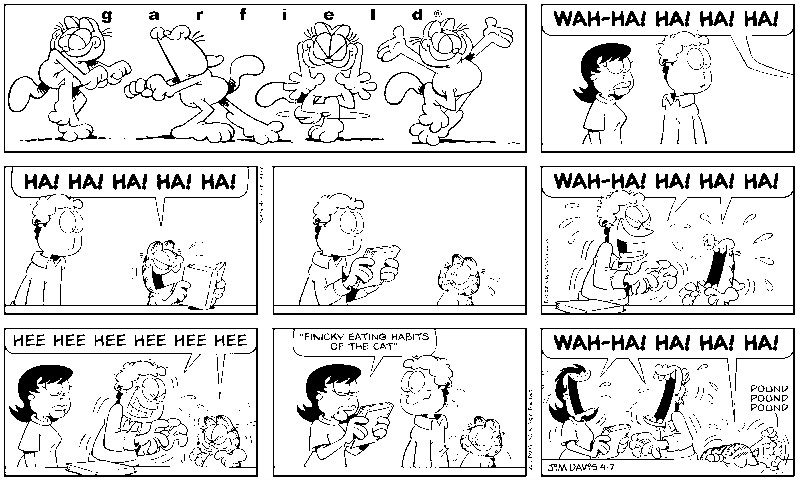 garfield®
WAH-HA! HA! HA! HA!
HA! HA! HA! HA! HA!
WAH-HA! HA! HA! HA!
HEE HEE HEE HEE HEE HEE
"FINICKY EATING HABITS
OF THE CAT"
WAH-HA! HA! HA! HA!
POUND
POUND
POUND
JIM DAVIS 4-7